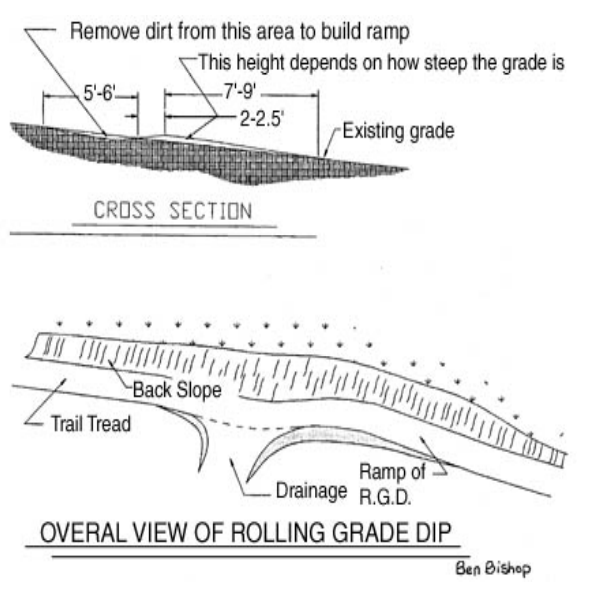 Remove dirt from this area to build ramp
This height depends on how steep the grade is
5'-6'
7'-9'
2-2.5'
Existing grade
CROSS SECTION
Back Slope
Trail Tread
Ramp of
R.G.D.
Drainage
OVERAL VIEW OF ROLLING GRADE DIP
Ben Bishop